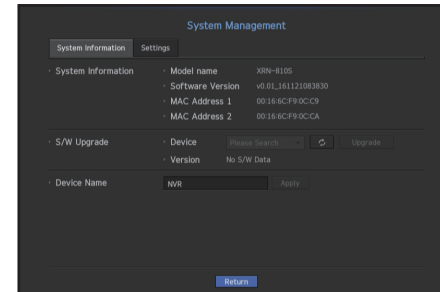 System Management
System Information Settings
System Information Model name XRN-810S
Software Version v0.01_161121083830
MAC Address 1 00:16:6C:F9:0C:C9
MAC Address 2 00:16:6C:F9:0C:CA
S/W Upgrade Device Please Search Upgrade
Version No S/W Data
Device Name NVR Apply
Return